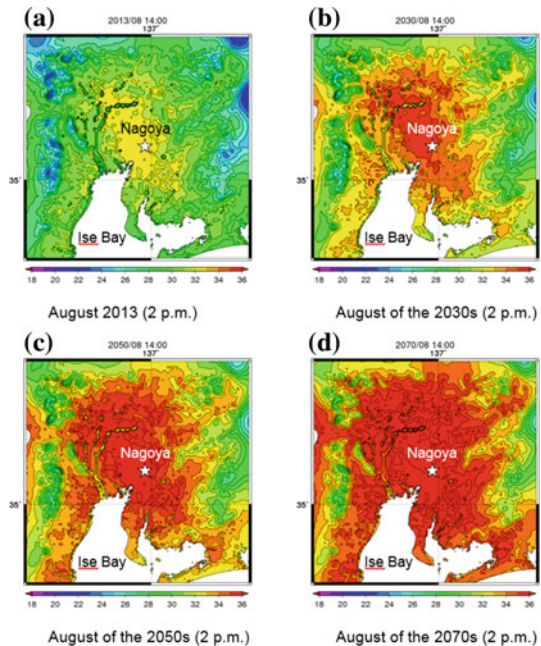 (a)
2013/08 14:00
137°
Nagoya
35°
Ise Bay
18 20 22 24 26 28 30 32 34 36
August 2013 (2 p.m.)
(b)
2030/08 14:00
137°
Nagoya
35°
Ise Bay
18 20 22 24 26 28 30 32 34 36
August of the 2030s (2 p.m.)
(c)
2050/08 14:00
137°
Nagoya
35°
Ise Bay
18 20 22 24 26 28 30 32 34 36
August of the 2050s (2 p.m.)
(d)
2070/08 14:00
137°
Nagoya
35°
Ise Bay
18 20 22 24 26 28 30 32 34 36
August of the 2070s (2 p.m.)